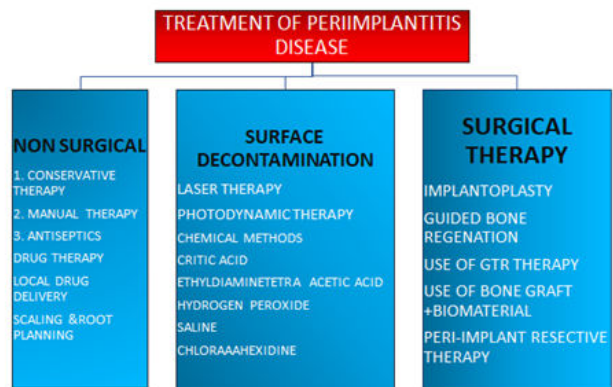 TREATMENT OF PERIIMPLANTITIS
DISEASE
NON SURGICAL
1. CONSERVATIVE
THERAPY
2. MANUAL THERAPY
3. ANTISEPTICS
DRUG THERAPY
LOCAL DRUG
DELIVERY
SCALING &ROOT
PLANNING
SURFACE
DECONTAMINATION
LASER THERAPY
PHOTODYNAMIC THERAPY
CHEMICAL METHODS
CRITIC ACID
ETHYLDIAMINETETRA ACETIC ACID
HYDROGEN PEROXIDE
SALINE
CHLORAAAHEXIDINE
SURGICAL
THERAPY
IMPLANTOPLASTY
GUIDED BONE
REGENATION
USE OF GTR THERAPY
USE OF BONE GRAFT
+BIOMATERIAL
PERI-IMPLANT RESECTIVE
THERAPY